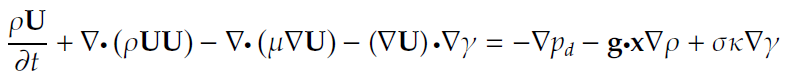 ρU/∂t + ∇•(ρUU) − ∇•(μ∇U) − (∇U)•∇γ = −∇p_d − g•x∇ρ + σκ∇γ